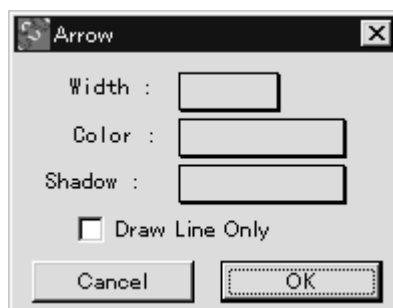 Arrow
Width :
Color :
Shadow :
Draw Line Only
Cancel OK